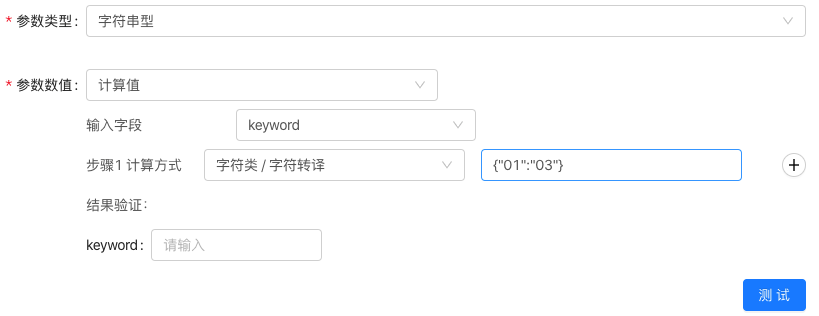 * 参数类型： 字符串型
* 参数数值： 计算值
输入字段 keyword
步骤1 计算方式 字符类 / 字符转译 {"01":"03"}
结果验证：
keyword： 请输入
测 试